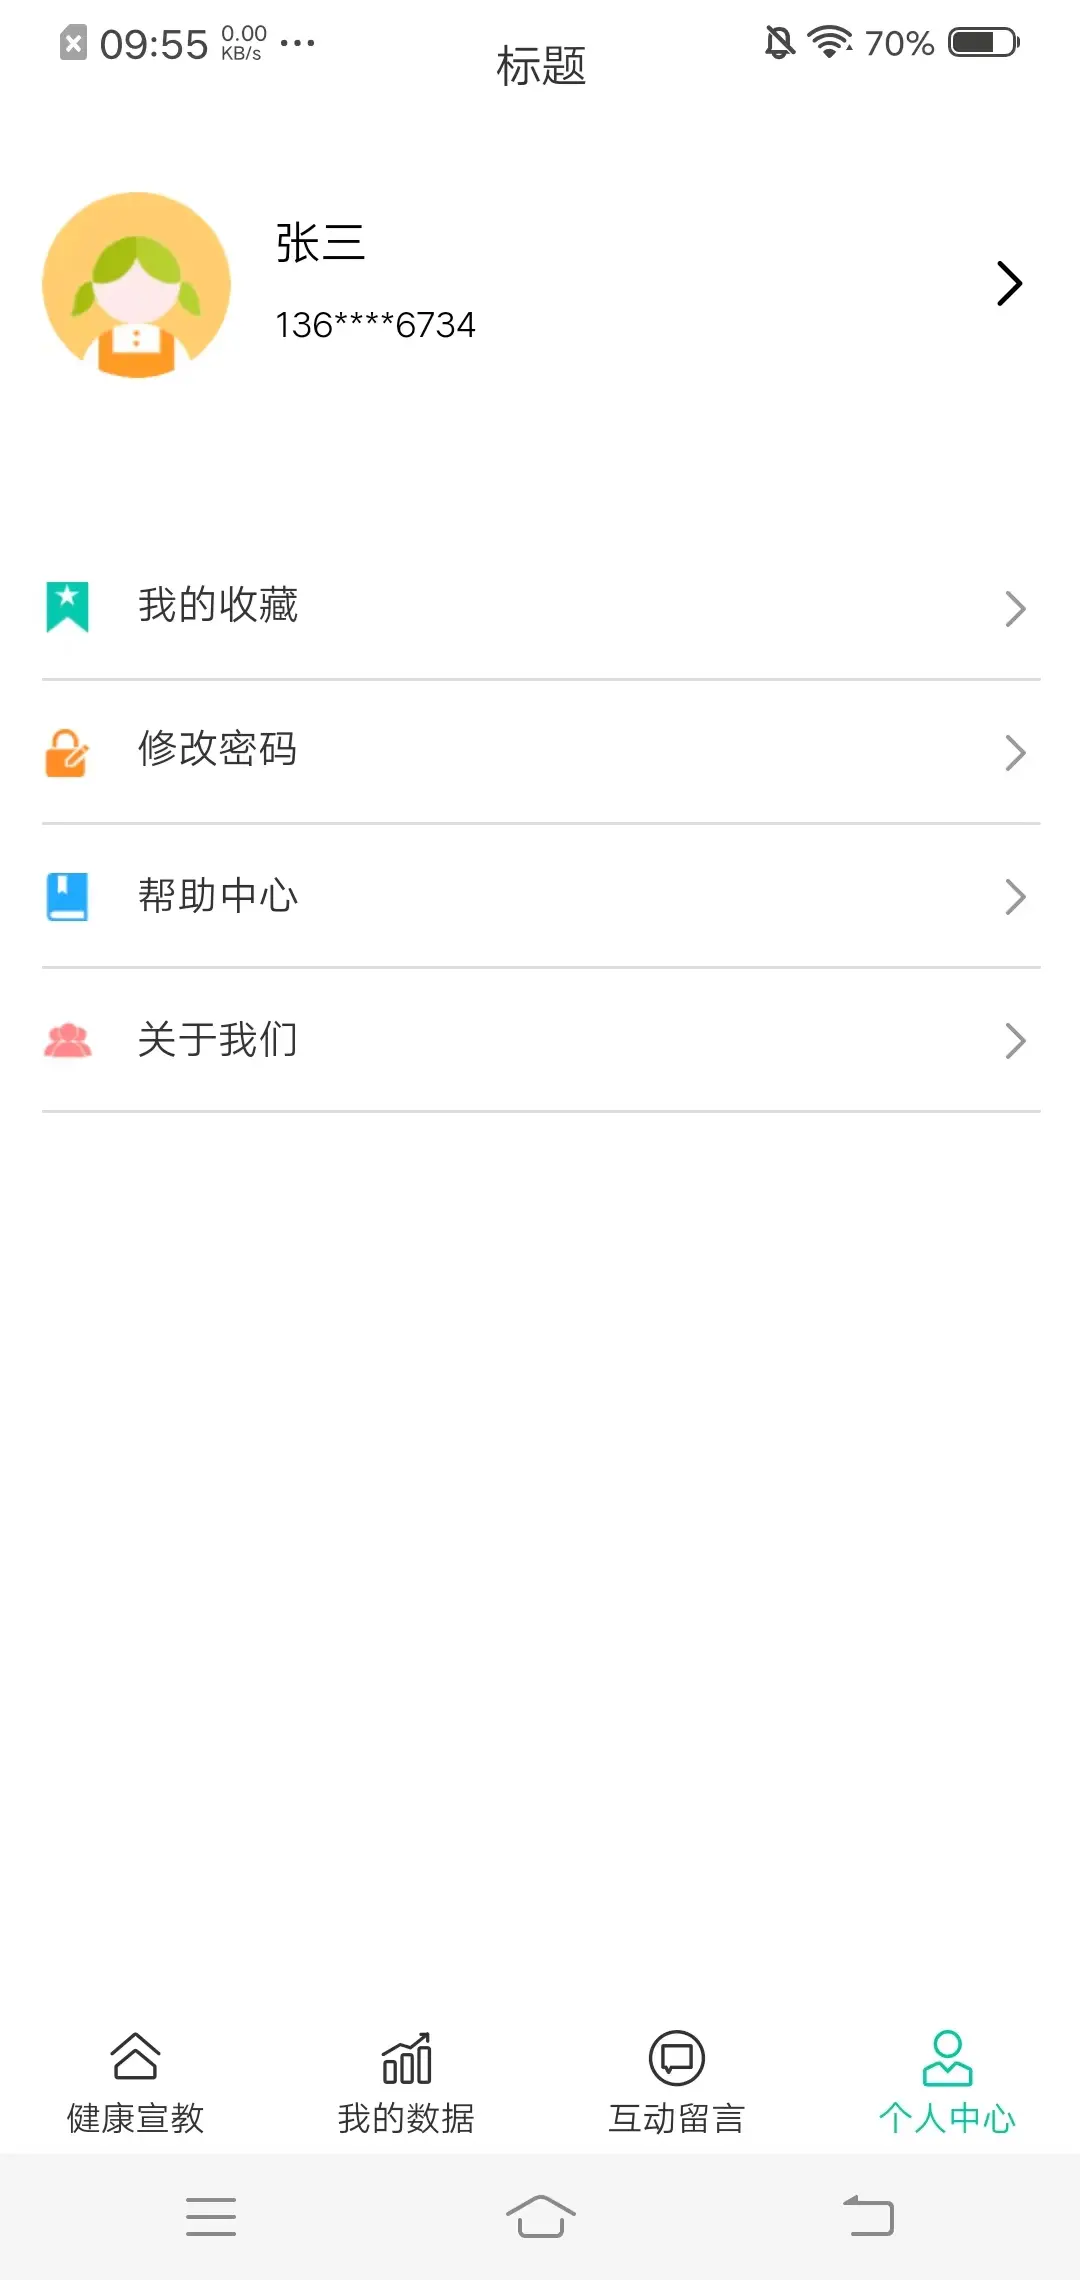 09:55 0.00 KB/s ... 70%
标题
张三
136****6734
我的收藏
修改密码
帮助中心
关于我们
健康宣教 我的数据 互动留言 个人中心